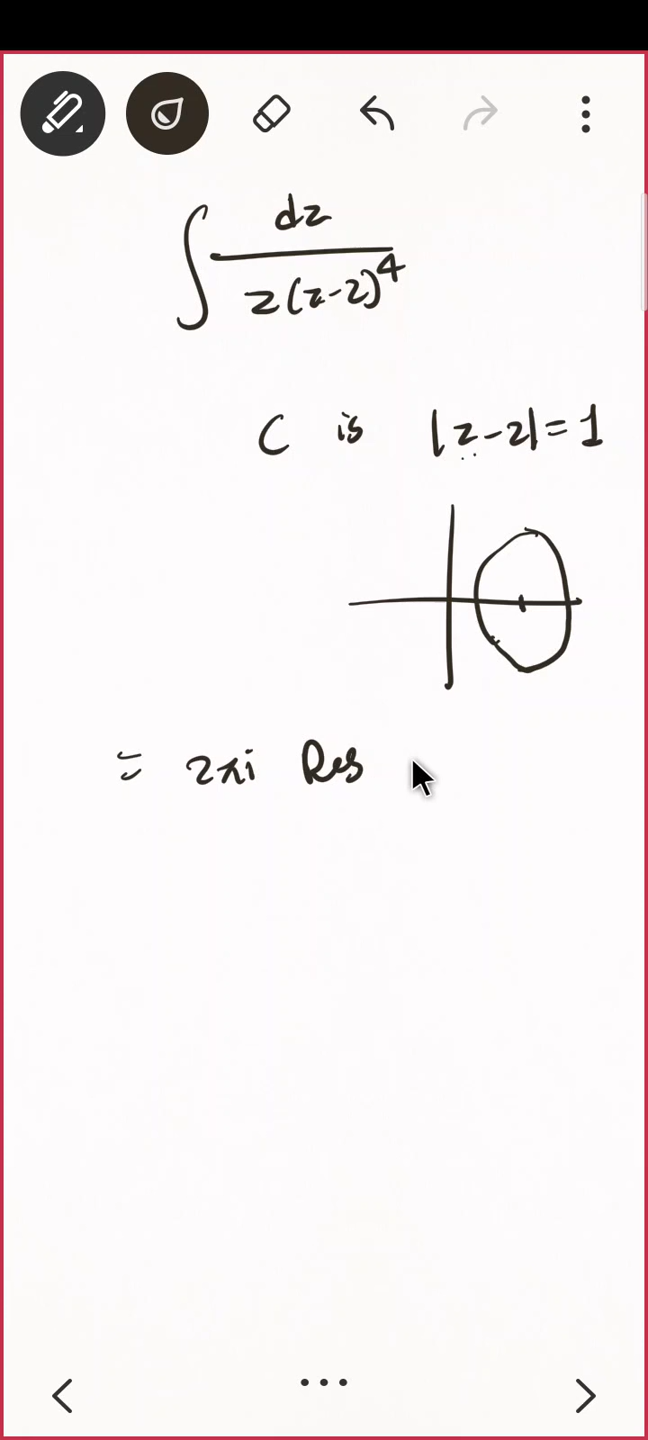 ∫ dz / z(z-2)^4
C is |z-2|=1
= 2πi Res